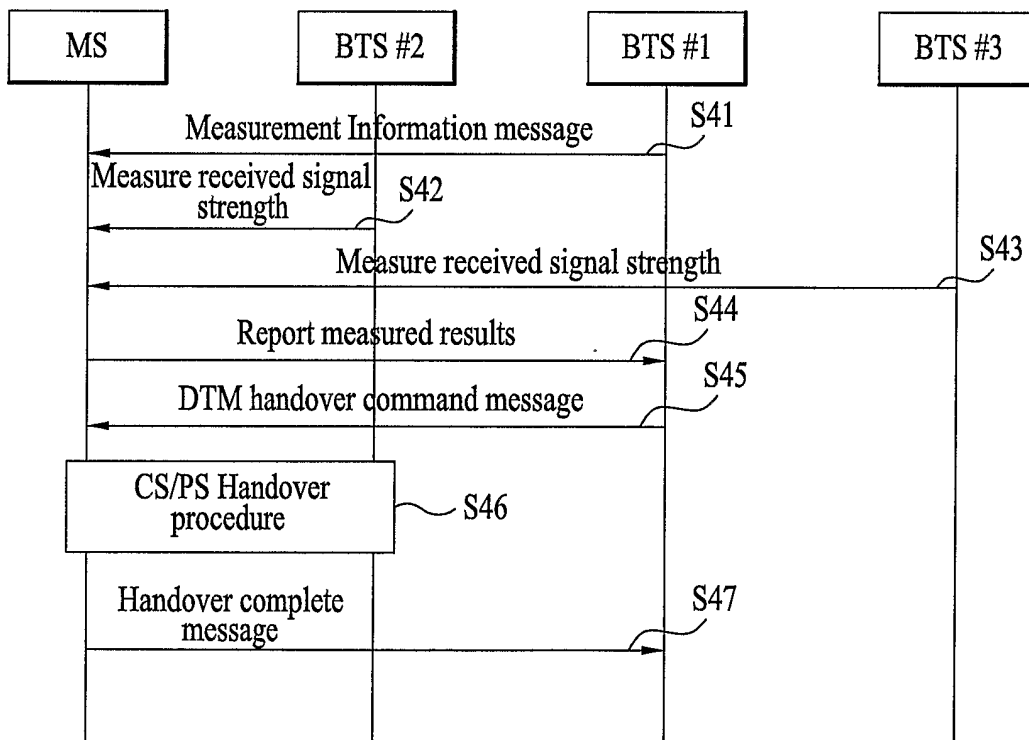 MS
BTS #2
BTS #1
BTS #3
Measurement Information message
S41
Measure received signal
strength
S42
Measure received signal strength
S43
Report measured results
S44
DTM handover command message
S45
CS/PS Handover
procedure
S46
Handover complete
message
S47